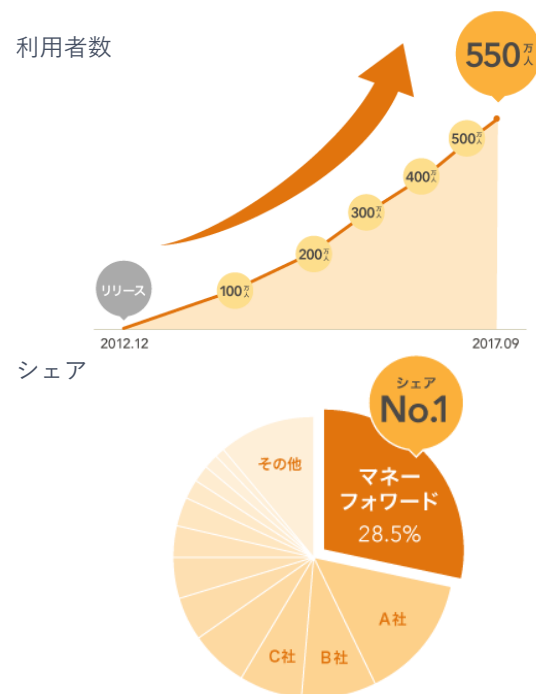 利用者数
550万人
500万人
400万人
300万人
200万人
100万人
リリース
2012.12
2017.09
シェア
シェア
No.1
その他
マネー
フォワード
28.5%
A社
B社
C社